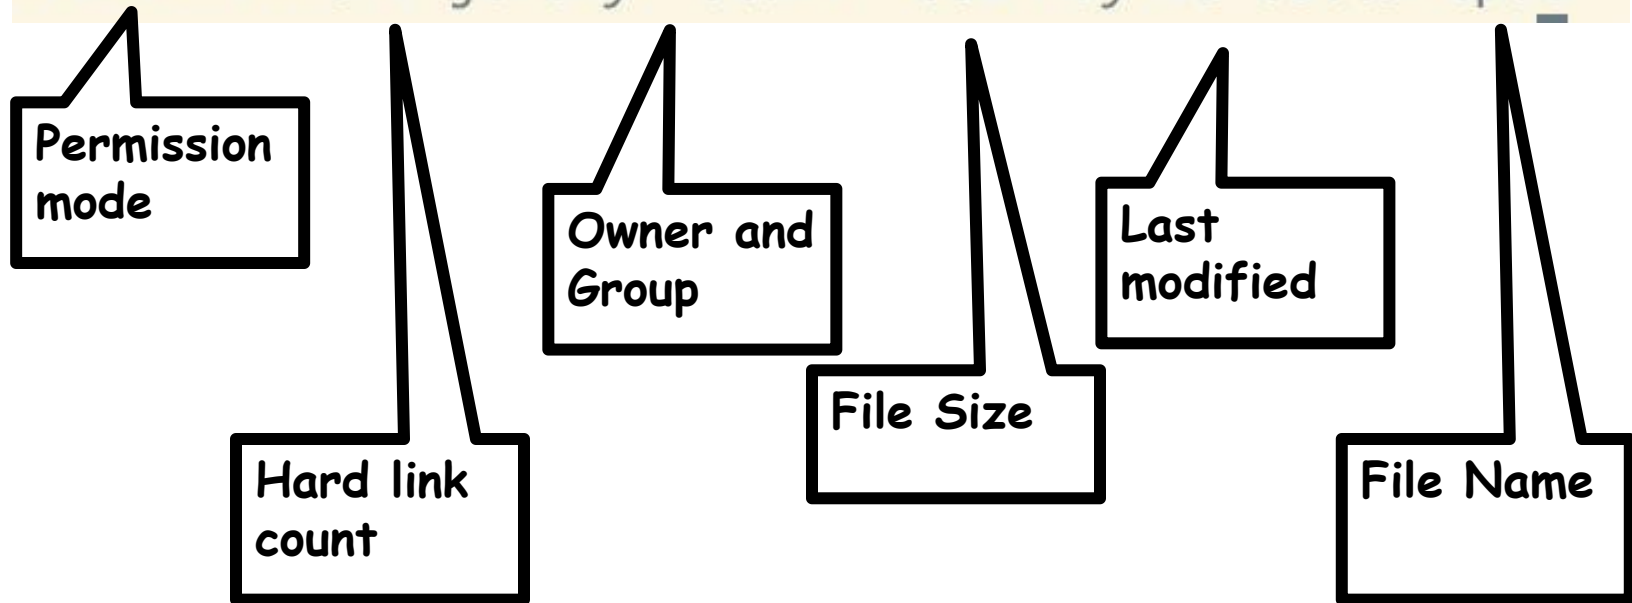 Permission
mode
Hard link
count
Owner and
Group
File Size
Last
modified
File Name